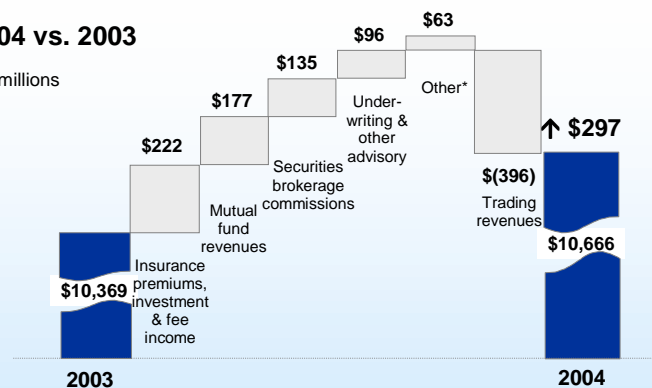 04 vs. 2003
millions
$63
$96
$135
$177
$222
Other*
Under-
writing &
other
advisory
Securities
brokerage
commissions
Mutual
fund
revenues
Insurance
premiums,
investment
& fee
income
$(396)
Trading
revenues
↑ $297
$10,369
$10,666
2003
2004